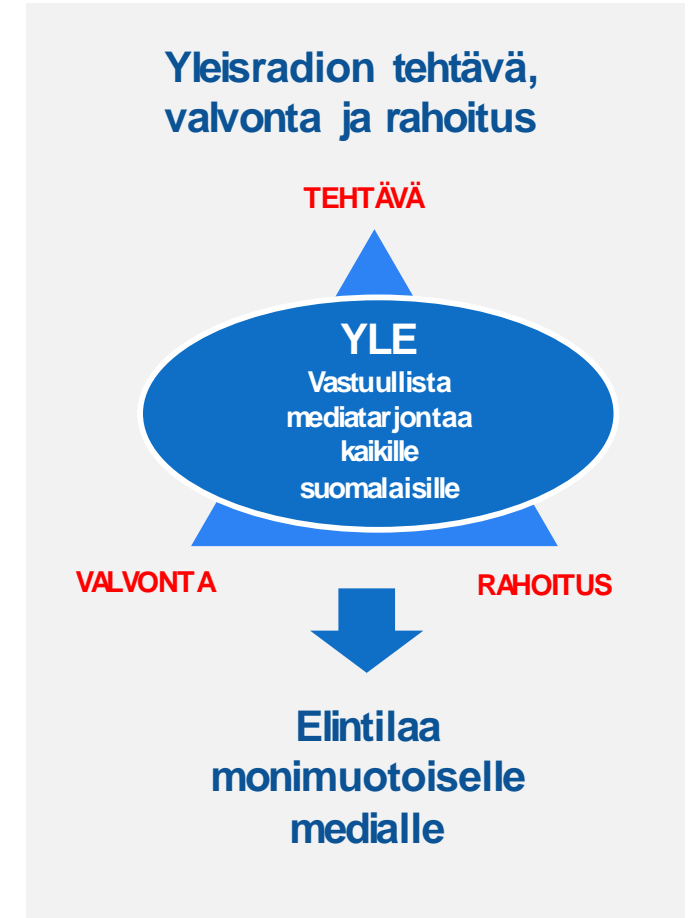 Yleisradion tehtävä,
valvonta ja rahoitus
TEHTÄVÄ
YLE
Vastuullista
mediatarjontaa
kaikille
suomalaisille
VALVONTA
RAHOITUS
Elintilaa
monimuotoiselle
medialle